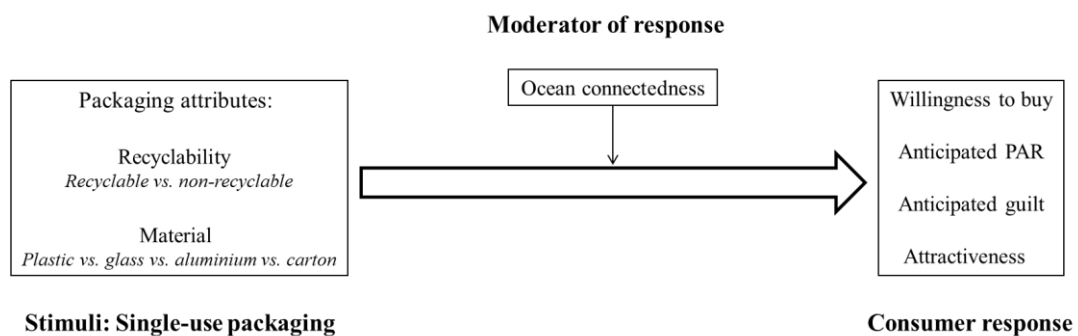 Moderator of response
Ocean connectedness
Packaging attributes:
Recyclability
Recyclable vs. non-recyclable
Material
Plastic vs. glass vs. aluminium vs. carton
Stimuli: Single-use packaging
Willingness to buy
Anticipated PAR
Anticipated guilt
Attractiveness
Consumer response